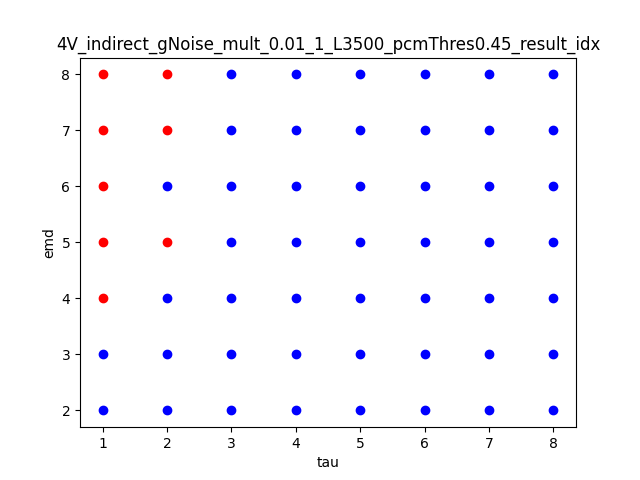 4V_indirect_gNoise_mult_0.01_1_L3500_pcmThres0.45_result_idx
8
7
6
5
4
3
2
emd
1 2 3 4 5 6 7 8
tau